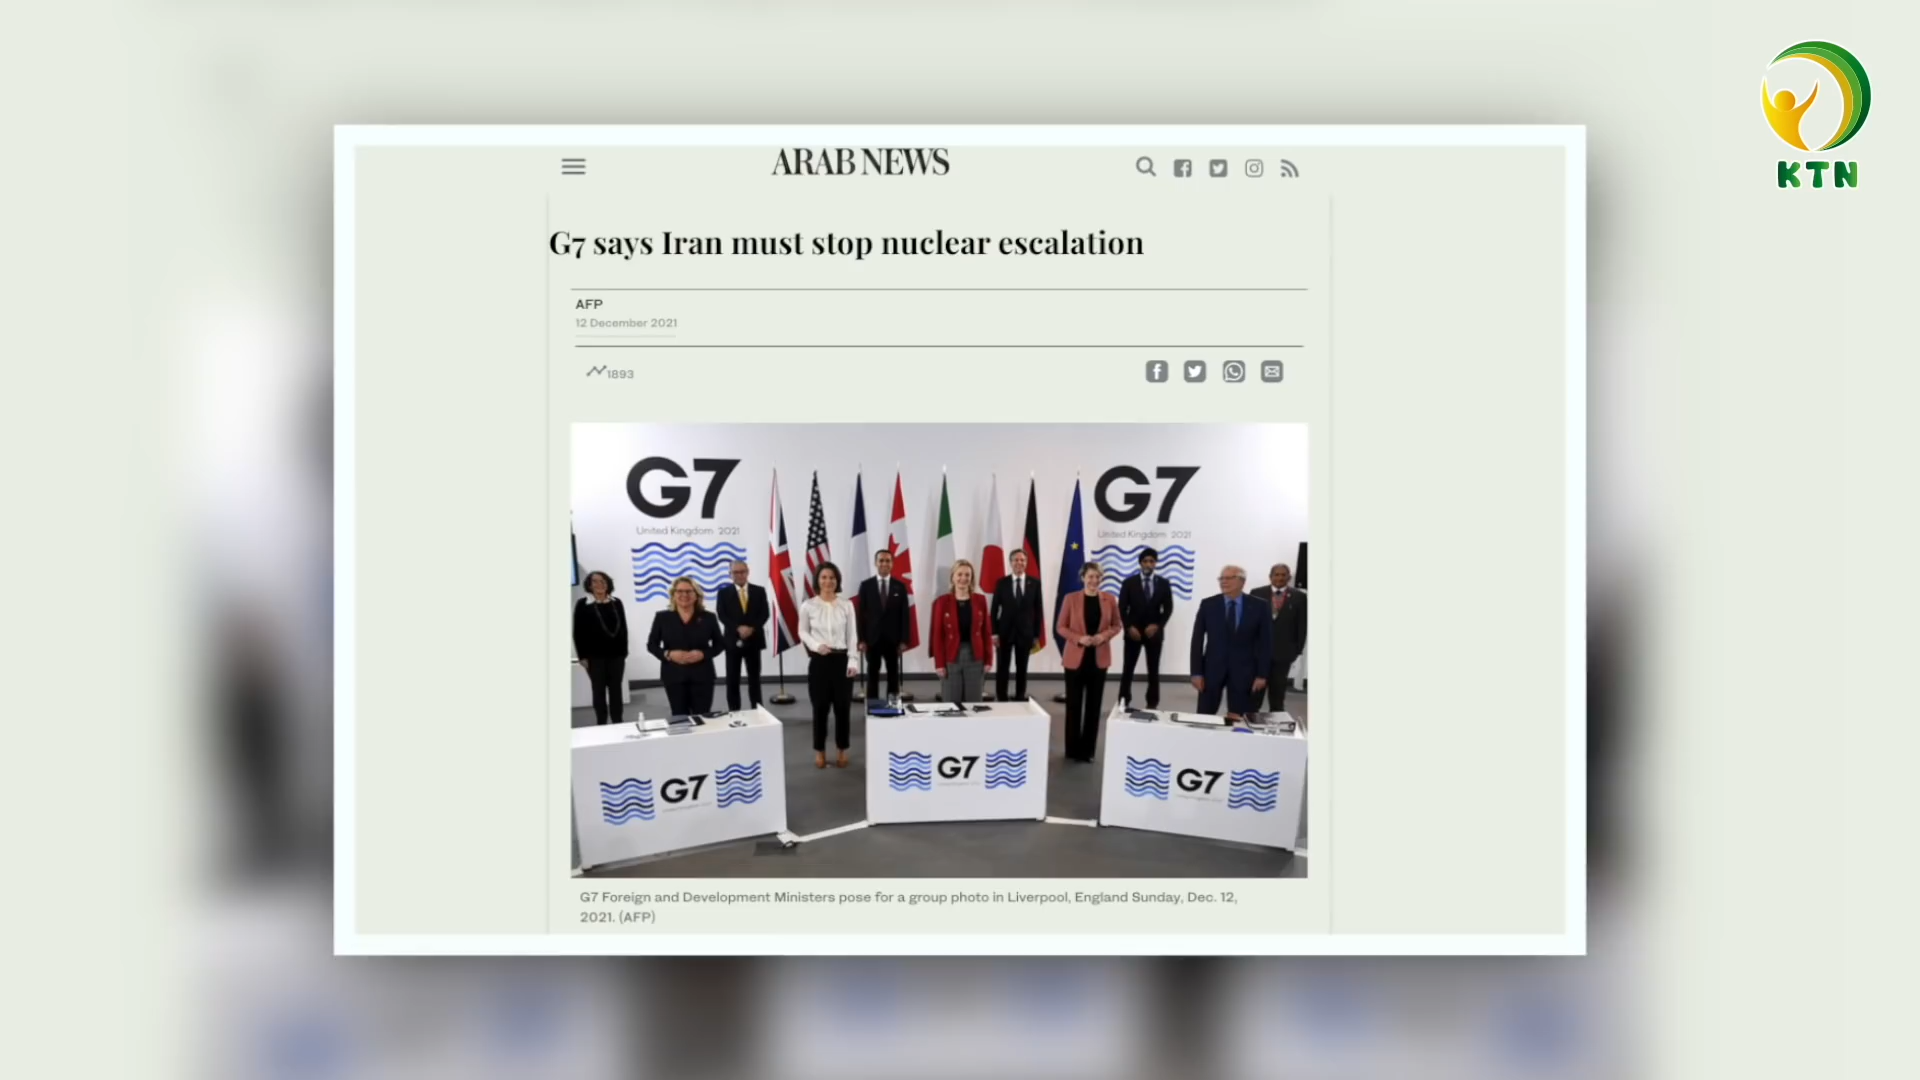 KTN
ARAB NEWS
G7 says Iran must stop nuclear escalation
AFP
12 December 2021
1893
G7
United Kingdom 2021
G7
United Kingdom 2021
G7
G7
G7
G7 Foreign and Development Ministers pose for a group photo in Liverpool, England Sunday, Dec. 12,
2021. (AFP)